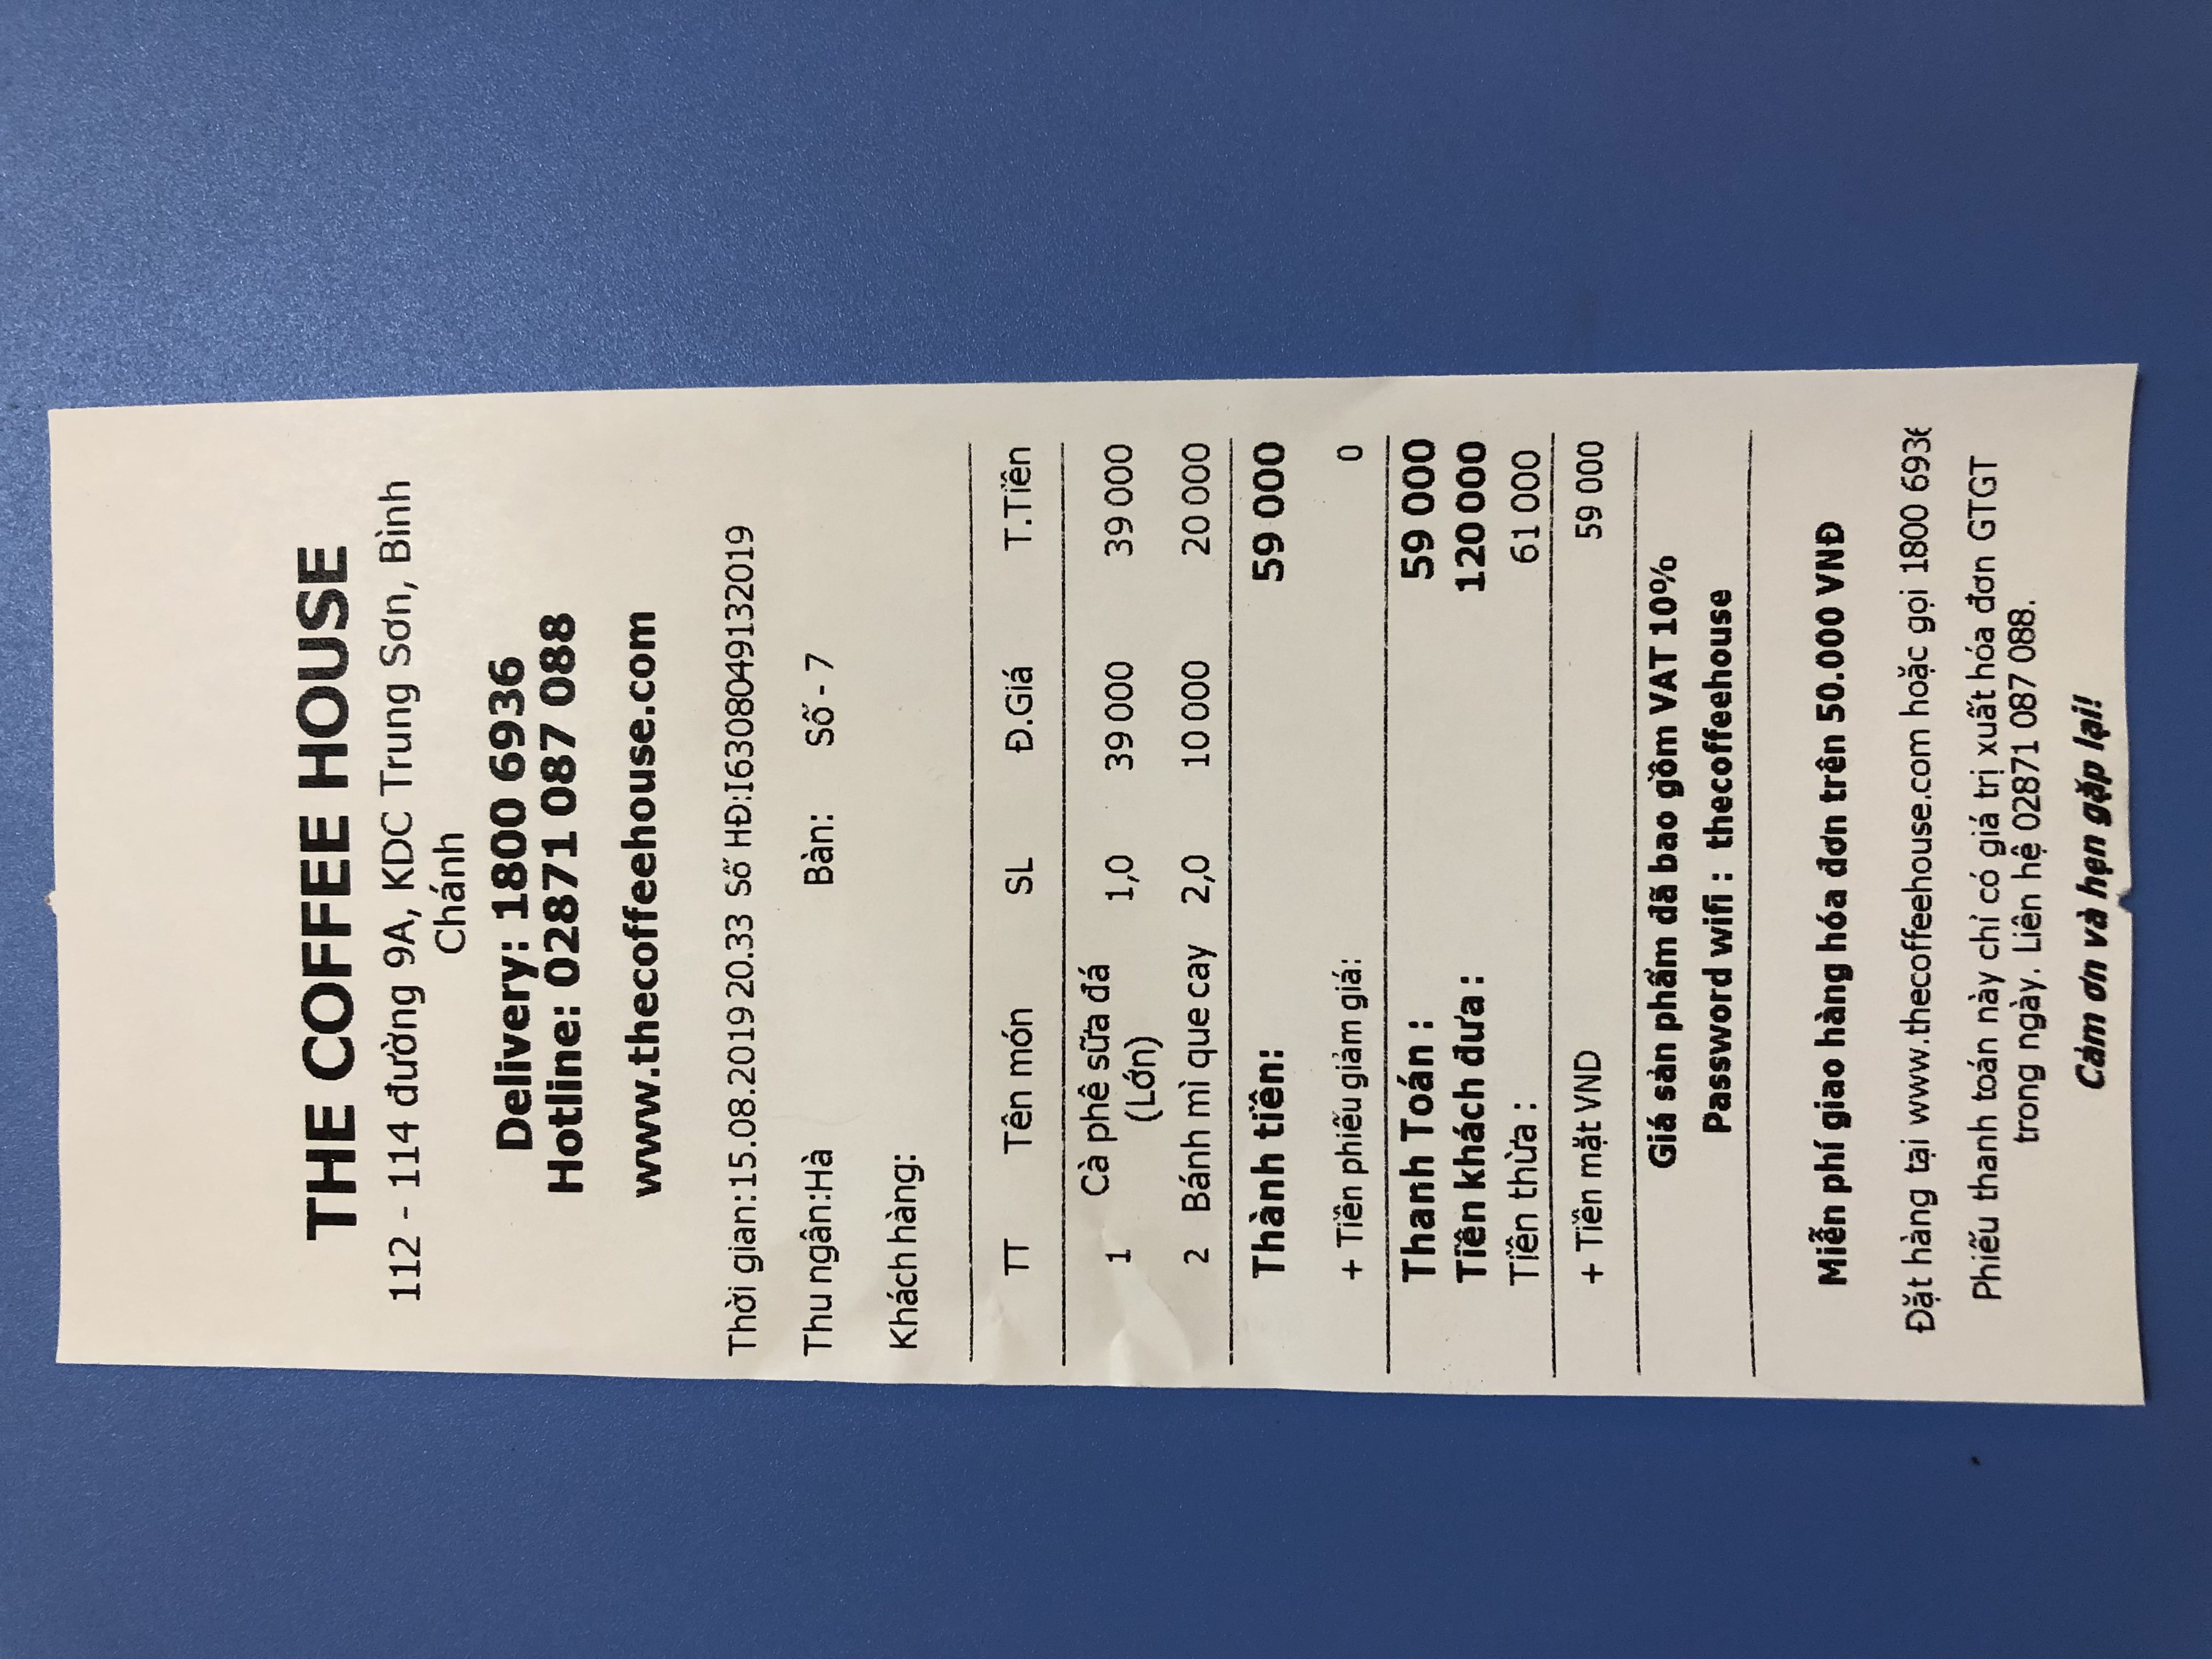 THE COFFEE HOUSE
112 - 114 đường 9A, KDC Trung Sơn, Bình
Chánh
Delivery: 1800 6936
Hotline: 02871 087 088
www.thecoffeehouse.com
Thời gian:15.08.2019 20.33 Số HĐ:I6308049132019
Thu ngân:Hà Bàn: Số - 7
Khách hàng:
TT Tên món SL Đ.Giá T.Tiền
1 Cà phê sữa đá 1,0 39 000 39 000
(Lớn)
2 Bánh mì que cay 2,0 10 000 20 000
Thành tiền: 59 000
+ Tiền phiếu giảm giá: 0
Thanh Toán : 59 000
Tiền khách đưa : 120 000
Tiền thừa : 61 000
+ Tiền mặt VND 59 000
Giá sản phẩm đã bao gồm VAT 10%
Password wifi : thecoffeehouse
Miễn phí giao hàng hóa đơn trên 50.000 VNĐ
Đặt hàng tại www.thecoffeehouse.com hoặc gọi 1800 6936
Phiếu thanh toán này chỉ có giá trị xuất hóa đơn GTGT
trong ngày. Liên hệ 02871 087 088.
Cảm ơn và hẹn gặp lại!